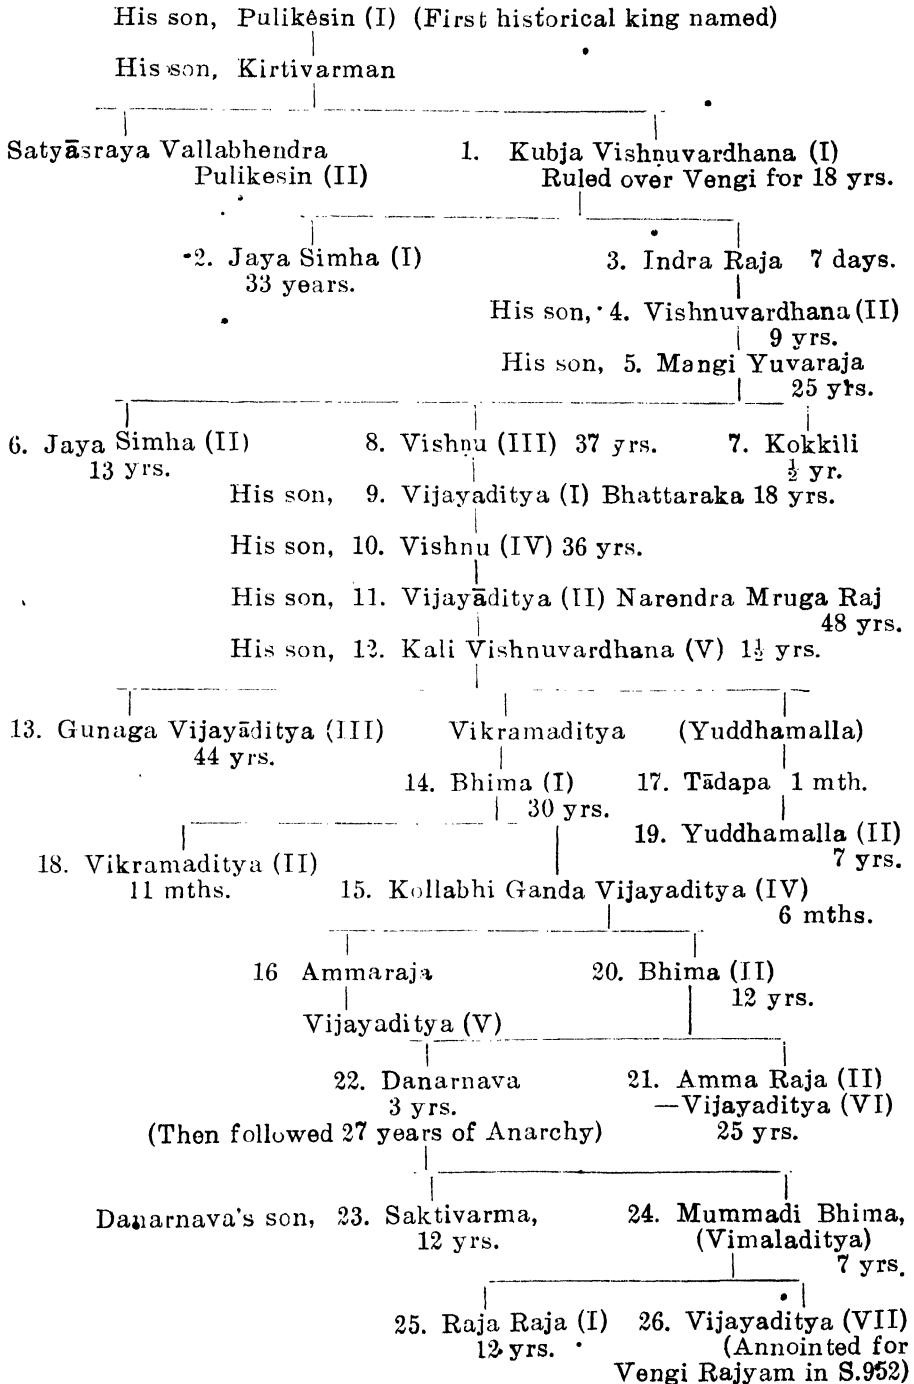 His son, Pulikêsin (I) (First historical king named)
His son, Kirtivarman
Satyāsraya Vallabhendra 1. Kubja Vishṇuvardhana (I)
Pulikesin (II) Ruled over Vengi for 18 yrs.
2. Jaya Simha (I) 3. Indra Raja 7 days.
33 years.
His son, 4. Vishnuvardhana (II)
9 yrs.
His son, 5. Mangi Yuvaraja
25 yrs.
6. Jaya Simha (II) 8. Vishṇu (III) 37 yrs. 7. Kokkili
13 yrs. ½ yr.
His son, 9. Vijayaditya (I) Bhattaraka 18 yrs.
His son, 10. Vishnu (IV) 36 yrs.
His son, 11. Vijayāditya (II) Narendra Mruga Raj
48 yrs.
His son, 12. Kali Vishnuvardhana (V) 1½ yrs.
13. Gunaga Vijayāditya (III) Vikramaditya (Yuddhamalla)
44 yrs.
14. Bhima (I) 17. Tādapa 1 mth.
30 yrs.
19. Yuddhamalla (II)
18. Vikramaditya (II) 7 yrs.
11 mths. 15. Kollabhi Ganda Vijayaditya (IV)
6 mths.
16 Ammaraja 20. Bhima (II)
12 yrs.
Vijayaditya (V)
22. Danarnava 21. Amma Raja (II)
3 yrs. —Vijayaditya (VI)
(Then followed 27 years of Anarchy) 25 yrs.
Danarnava's son, 23. Saktivarma, 24. Mummadi Bhima,
12 yrs. (Vimaladitya)
7 yrs.
25. Raja Raja (I) 26. Vijayaditya (VII)
12 yrs. (Annointed for
Vengi Rajyam in S.952)